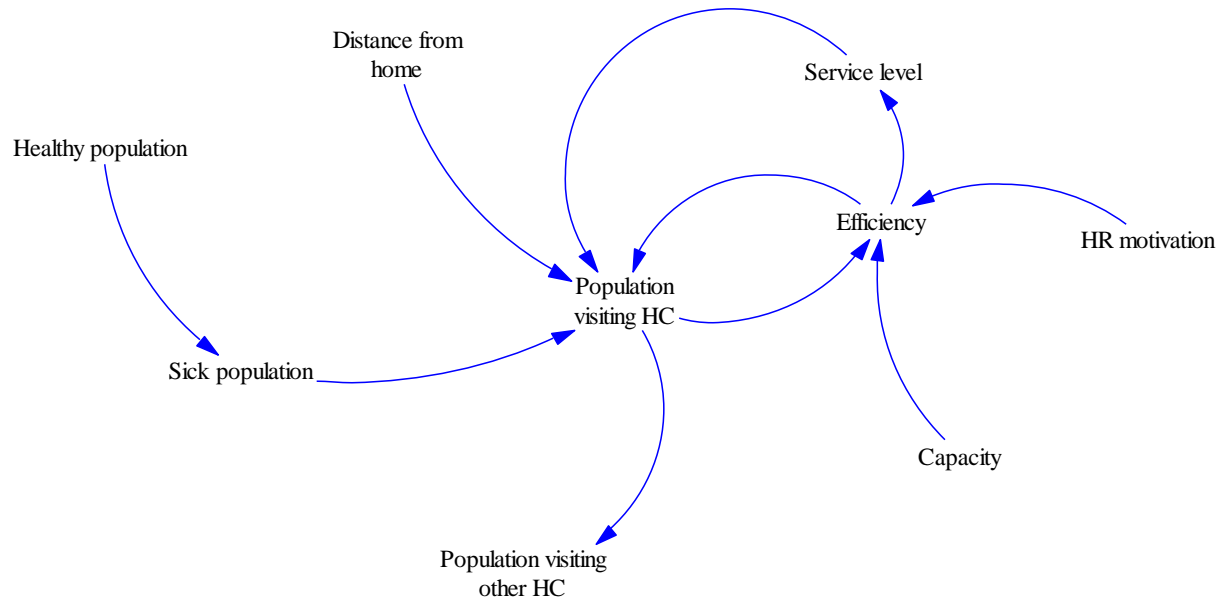 Distance from
home
Service level
Healthy population
Efficiency
HR motivation
Population
visiting HC
Sick population
Capacity
Population visiting
other HC